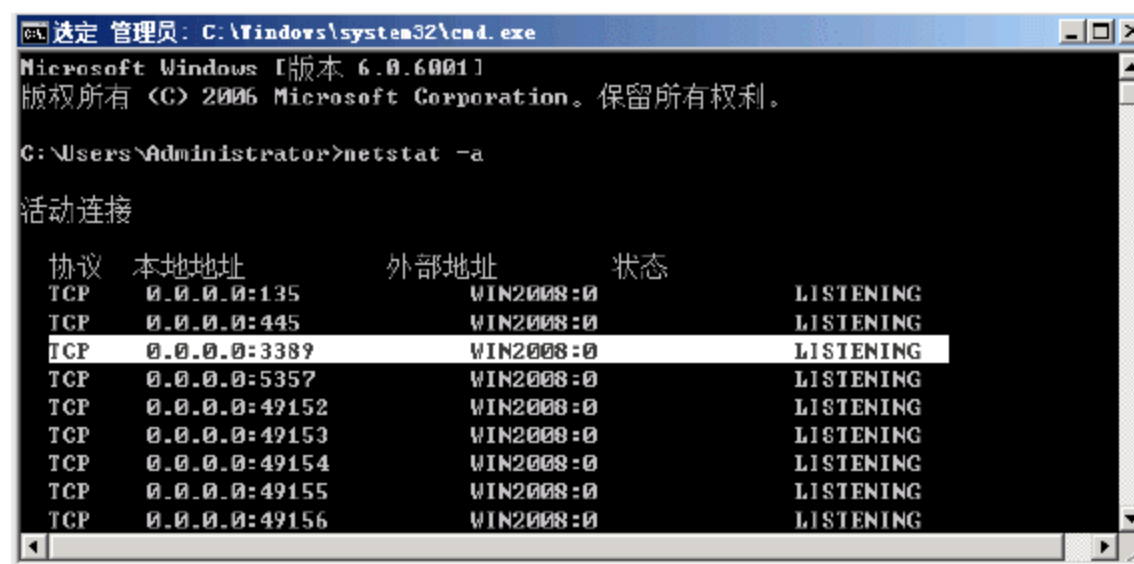 选定 管理员: C:\Windows\system32\cmd.exe
Microsoft Windows [版本 6.0.6001]
版权所有 (C) 2006 Microsoft Corporation。保留所有权利。
C:\Users\Administrator>netstat -a
活动连接
协议 本地地址 外部地址 状态
TCP 0.0.0.0:135 WIN2008:0 LISTENING
TCP 0.0.0.0:445 WIN2008:0 LISTENING
TCP 0.0.0.0:3389 WIN2008:0 LISTENING
TCP 0.0.0.0:5357 WIN2008:0 LISTENING
TCP 0.0.0.0:49152 WIN2008:0 LISTENING
TCP 0.0.0.0:49153 WIN2008:0 LISTENING
TCP 0.0.0.0:49154 WIN2008:0 LISTENING
TCP 0.0.0.0:49155 WIN2008:0 LISTENING
TCP 0.0.0.0:49156 WIN2008:0 LISTENING